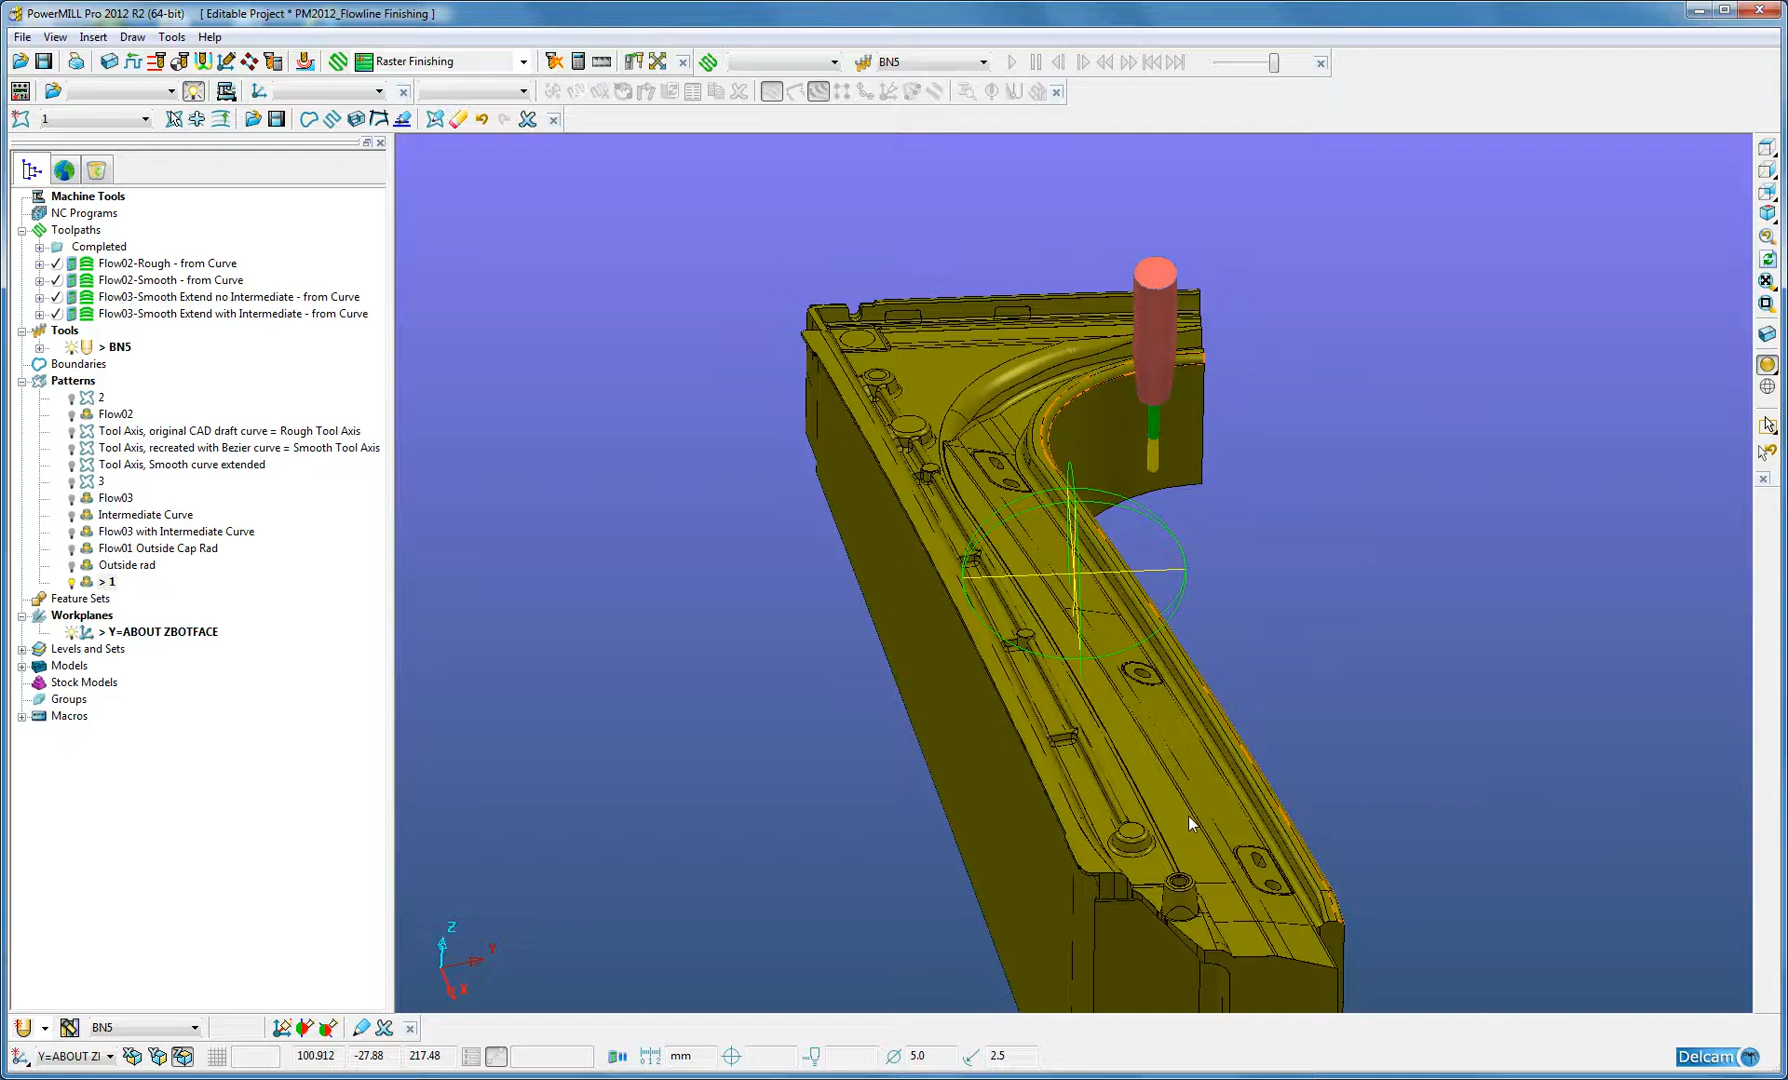 PowerMILL Pro 2012 R2 (64-bit) [ Editable Project * PM2012_Flowline Finishing ]
File View Insert Draw Tools Help
Raster Finishing
BN5
1
Machine Tools
NC Programs
Toolpaths
Completed
Flow02-Rough - from Curve
Flow02-Smooth - from Curve
Flow03-Smooth Extend no Intermediate - from Curve
Flow03-Smooth Extend with Intermediate - from Curve
Tools
> BN5
Boundaries
Patterns
2
Flow02
Tool Axis, original CAD draft curve = Rough Tool Axis
Tool Axis, recreated with Bezier curve = Smooth Tool Axis
Tool Axis, Smooth curve extended
3
Flow03
Intermediate Curve
Flow03 with Intermediate Curve
Flow01 Outside Cap Rad
Outside rad
> 1
Feature Sets
Workplanes
> Y=ABOUT ZBOTFACE
Levels and Sets
Models
Stock Models
Groups
Macros
Z
Y
X
BN5
Y=ABOUT ZI 100.912 -27.88 217.48 mm 5.0 2.5
Delcam